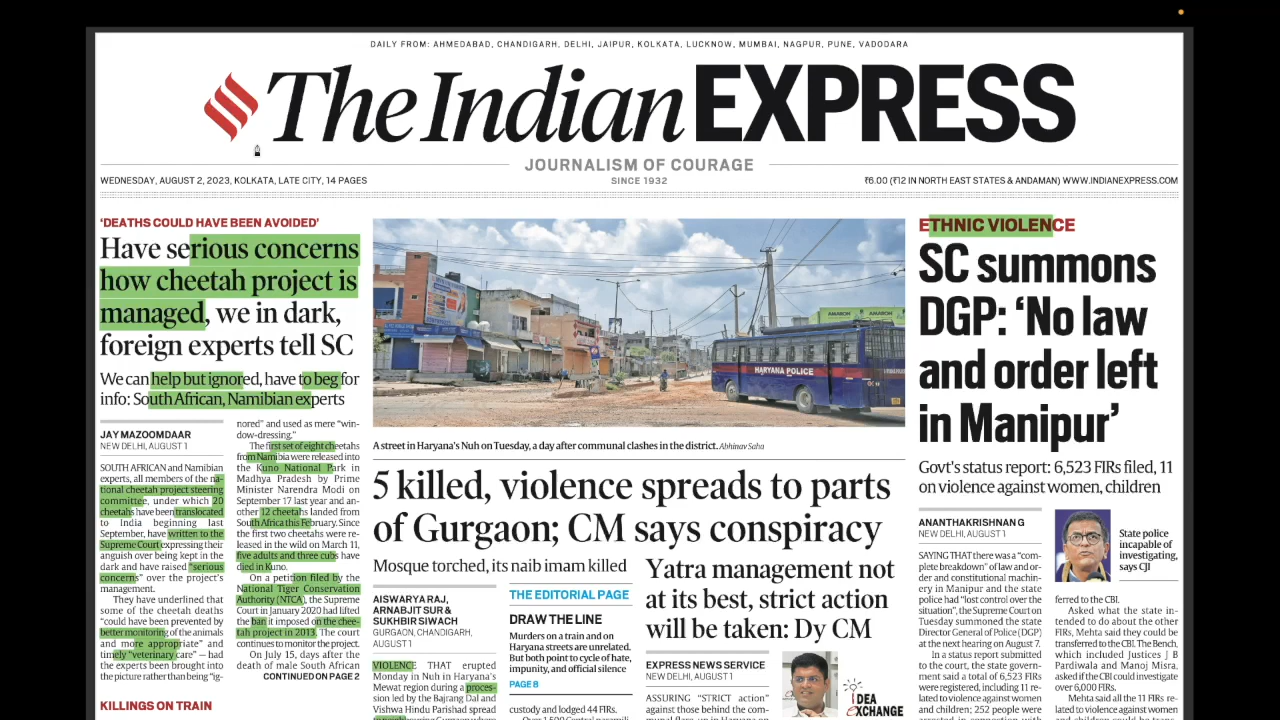 DAILY FROM: AHMEDABAD, CHANDIGARH, DELHI, JAIPUR, KOLKATA, LUCKNOW, MUMBAI, NAGPUR, PUNE, VADODARA
The Indian EXPRESS
JOURNALISM OF COURAGE
WEDNESDAY, AUGUST 2, 2023, KOLKATA, LATE CITY, 14 PAGES
SINCE 1932
₹6.00 (₹12 IN NORTH EAST STATES & ANDAMAN) WWW.INDIANEXPRESS.COM
'DEATHS COULD HAVE BEEN AVOIDED'
Have serious concerns
how cheetah project is
managed, we in dark,
foreign experts tell SC
We can help but ignored, have to beg for
info: South African, Namibian experts
JAY MAZOOMDAAR
NEW DELHI, AUGUST 1
SOUTH AFRICAN and Namibian
experts, all members of the na-
tional cheetah project steering
committee, under which 20
cheetahs have been translocated
to India beginning last
September, have written to the
Supreme Court expressing their
anguish over being kept in the
dark and have raised "serious
concerns" over the project's
management.
They have underlined that
some of the cheetah deaths
"could have been prevented by
better monitoring of the animals
and more appropriate" and
timely "veterinary care" — had
the experts been brought into
the picture rather than being "ig-
nored" and used as mere "win-
dow-dressing."
The first set of eight cheetahs
from Namibia were released into
the Kuno National Park in
Madhya Pradesh by Prime
Minister Narendra Modi on
September 17 last year and an-
other 12 cheetahs landed from
South Africa this February. Since
the first two cheetahs were re-
leased in the wild on March 11,
five adults and three cubs have
died in Kuno.
On a petition filed by the
National Tiger Conservation
Authority (NTCA), the Supreme
Court in January 2020 had lifted
the ban it imposed on the chee-
tah project in 2013. The court
continues to monitor the project.
On July 15, days after the
death of male South African
CONTINUED ON PAGE 2
KILLINGS ON TRAIN
HARYANA POLICE
A street in Haryana's Nuh on Tuesday, a day after communal clashes in the district. Abhinav Saha
5 killed, violence spreads to parts
of Gurgaon; CM says conspiracy
Mosque torched, its naib imam killed
AISWARYA RAJ,
ARNABJIT SUR &
SUKHBIR SIWACH
GURGAON, CHANDIGARH,
AUGUST 1
VIOLENCE THAT erupted
Monday in Nuh in Haryana's
Mewat region during a proces-
sion led by the Bajrang Dal and
Vishwa Hindu Parishad spread
THE EDITORIAL PAGE
DRAW THE LINE
Murders on a train and on
Haryana streets are unrelated.
But both point to cycle of hate,
impunity, and official silence
PAGE 8
custody and lodged 44 FIRs.
Yatra management not
at its best, strict action
will be taken: Dy CM
EXPRESS NEWS SERVICE
NEW DELHI, AUGUST 1
ASSURING "STRICT action"
against those behind the com-
IDEA
EXCHANGE
ETHNIC VIOLENCE
SC summons
DGP: 'No law
and order left
in Manipur'
Govt's status report: 6,523 FIRs filed, 11
on violence against women, children
ANANTHAKRISHNAN G
NEW DELHI, AUGUST 1
SAYING THAT there was a "com-
plete breakdown" of law and or-
der and constitutional machin-
ery in Manipur and the state
police had "lost control over the
situation", the Supreme Court on
Tuesday summoned the state
Director General of Police (DGP)
at the next hearing on August 7.
In a status report submitted
to the court, the state govern-
ment said a total of 6,523 FIRs
were registered, including 11 re-
lated to violence against women
and children; 252 people were
State police
incapable of
investigating,
says CJI
ferred to the CBI.
Asked what the state in-
tended to do about the other
FIRs, Mehta said they could be
transferred to the CBI. The Bench,
which included Justices J B
Pardiwala and Manoj Misra,
asked if the CBI could investigate
over 6,000 FIRs.
Mehta said all the 11 FIRs re-